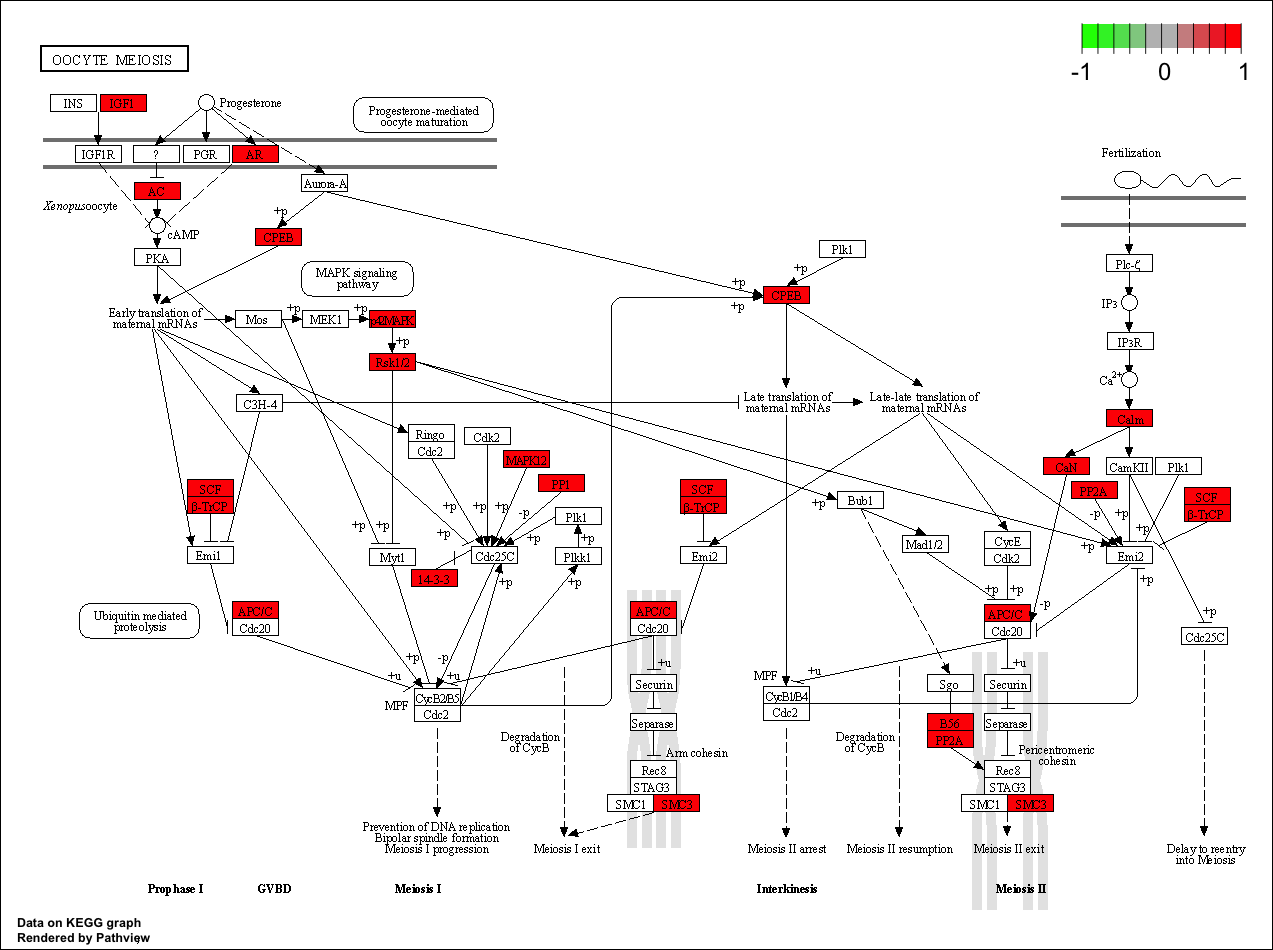 OOCYTE MEIOSIS
-1 0 1
INS
IGF1
Progesterone
Progesterone-mediated
oocyte maturation
IGF1R
?
PGR
AR
Fertilization
AC
Aurora-A
Xenopus oocyte
+p
cAMP
CPEB
PKA
Plk1
Plc-ζ
+p
MAPK signaling
pathway
+p
CPEB
+p
IP3
Early translation of
maternal mRNAs
Mos
+p
MEK1
+p
p42MAPK
+p
Rsk1/2
IP3R
Ca2+
C3H-4
Late translation of
maternal mRNAs
Late-late translation of
maternal mRNAs
Calm
Ringo
Cdc2
Cdk2
MAPK12
PP1
CaN
CamKII
Plk1
SCF
β-TrCP
SCF
β-TrCP
PP2A
SCF
β-TrCP
+p
+p
+p
+p
-p
Plk1
+p
Bub1
-p
+p
+p
+p
+p
+p
+p
Emi1
Myt1
Cdc25C
Plkk1
Emi2
Mad1/2
CycE
Cdk2
+p
Emi2
14-3-3
+p
+p
+p
+p
+p
Ubiquitin mediated
proteolysis
APC/C
Cdc20
APC/C
Cdc20
APC/C
Cdc20
-p
+p
Cdc25C
+p
-p
+u
+u
+u
+u
+u
MPF
CycB2/B5
Cdc2
Securin
MPF
CycB1/B4
Cdc2
Sgo
Securin
Separase
B56
PP2A
Separase
Degradation
of CycB
Arm cohesin
Degradation
of CycB
Pericentromeric
cohesin
Rec8
STAG3
SMC1
SMC3
Rec8
STAG3
SMC1
SMC3
Prevention of DNA replication
Bipolar spindle formation
Meiosis I progression
Meiosis I exit
Meiosis II arrest
Meiosis II resumption
Meiosis II exit
Delay to reentry
into Meiosis
Prophase I
GVBD
Meiosis I
Interkinesis
Meiosis II
Data on KEGG graph
Rendered by Pathview